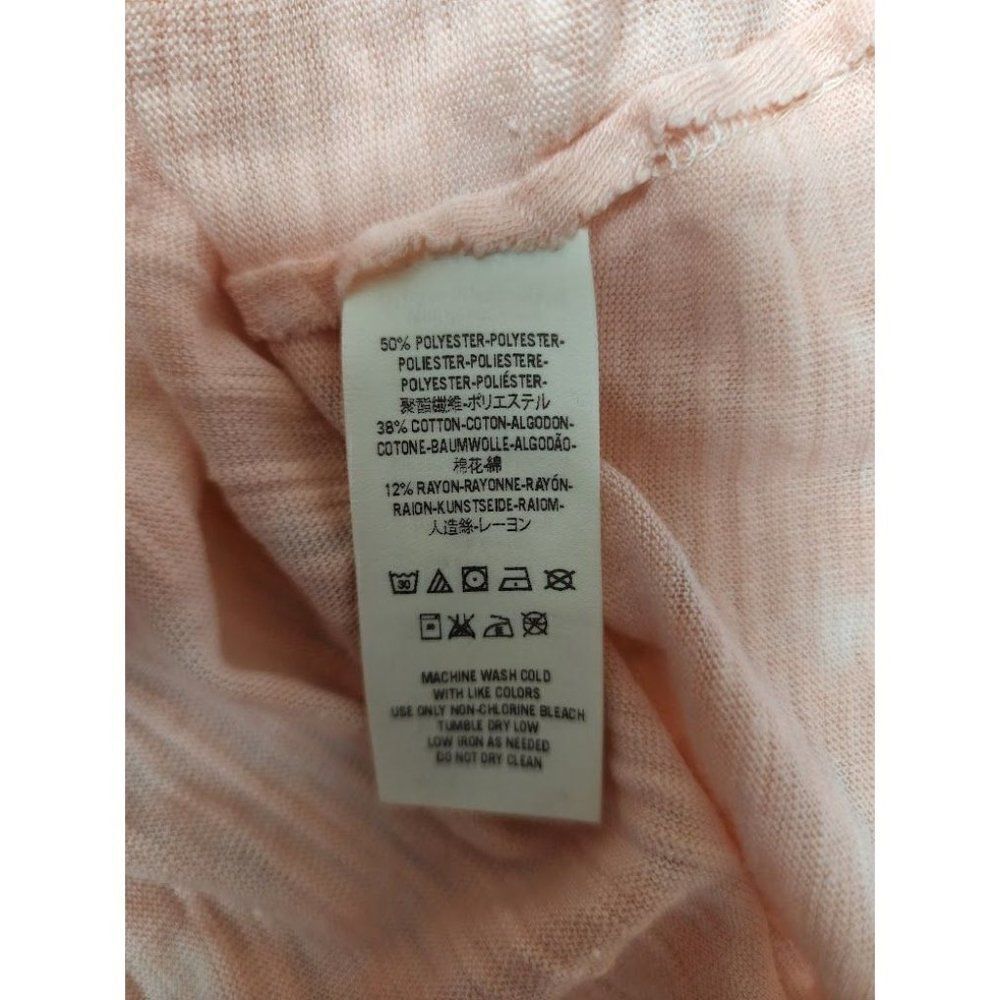 50% POLYESTER-POLYESTER-
POLIESTER-POLIESTERE-
POLYESTER-POLIÉSTER-
聚酯纖維-ポリエステル
38% COTTON-COTON-ALGODON-
COTONE-BAUMWOLLE-ALGODÃO-
棉花-綿
12% RAYON-RAYONNE-RAYÓN-
RAION-KUNSTSEIDE-RAIOM-
人造絲-レーヨン
30
MACHINE WASH COLD
WITH LIKE COLORS
USE ONLY NON-CHLORINE BLEACH
TUMBLE DRY LOW
LOW IRON AS NEEDED
DO NOT DRY CLEAN